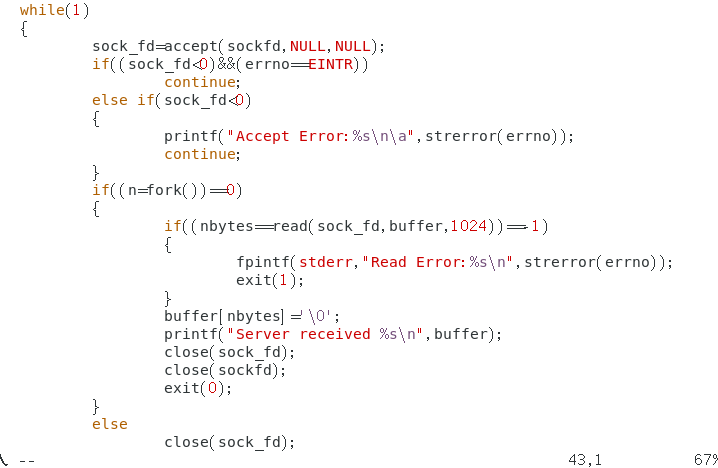 while(1)
{
sock_fd=accept(sockfd,NULL,NULL);
if((sock_fd<0)&&(errno==EINTR))
continue;
else if(sock_fd<0)
{
printf("Accept Error:%s\n\a",strerror(errno));
continue;
}
if((n=fork())==0)
{
if((nbytes==read(sock_fd,buffer,1024))==-1)
{
fpintf(stderr,"Read Error:%s\n",strerror(errno));
exit(1);
}
buffer[nbytes]='\0';
printf("Server received %s\n",buffer);
close(sock_fd);
close(sockfd);
exit(0);
}
else
close(sock_fd);
-- 43,1 67%